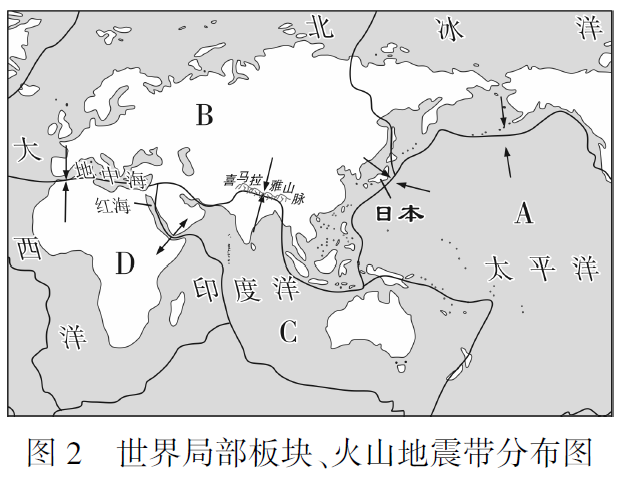 北冰洋
大西洋
B
地中海
喜马拉雅山脉
红海
日本
A
D
太平洋
印度洋
C
图 2 世界局部板块、火山地震带分布图